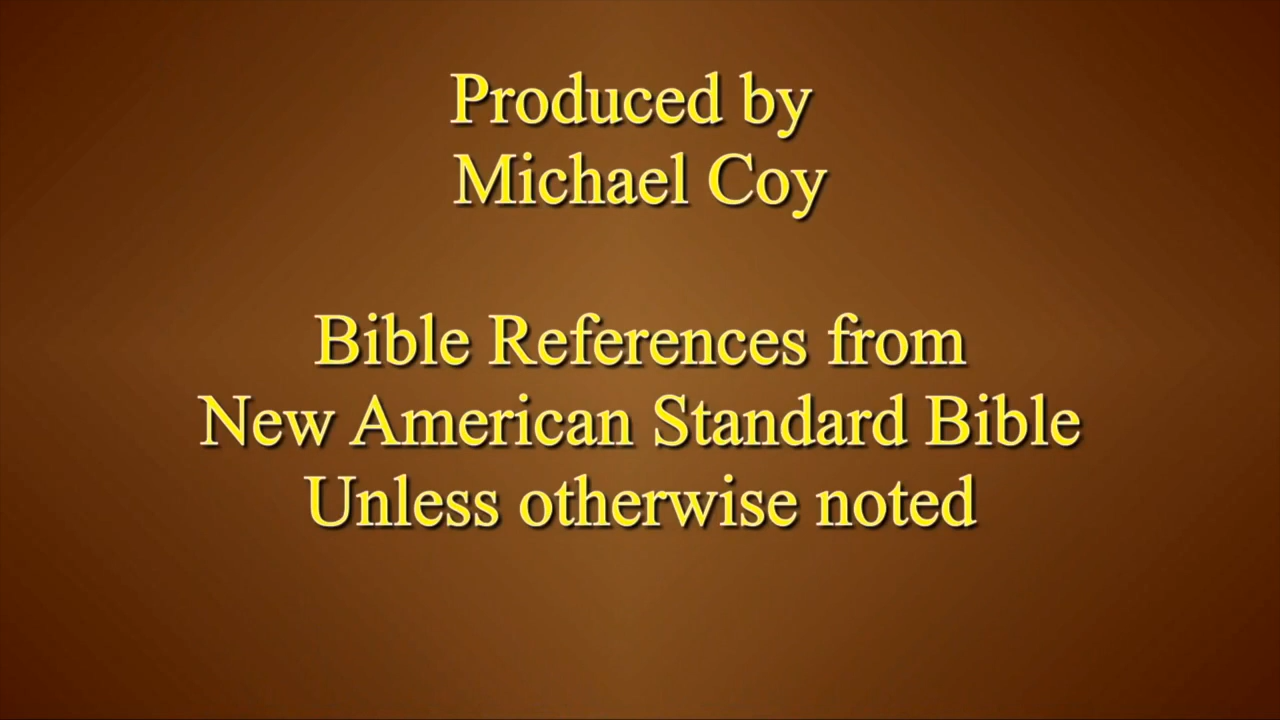 Produced by
Michael Coy
Bible References from
New American Standard Bible
Unless otherwise noted